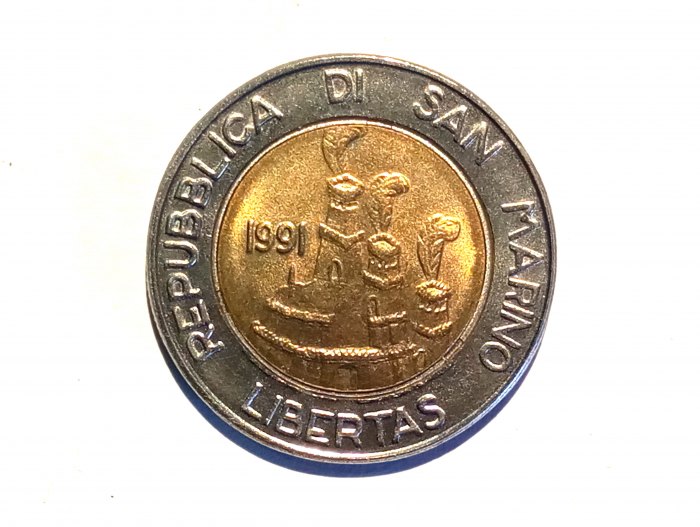 REPUBBLICA DI SAN MARINO
1991
LIBERTAS